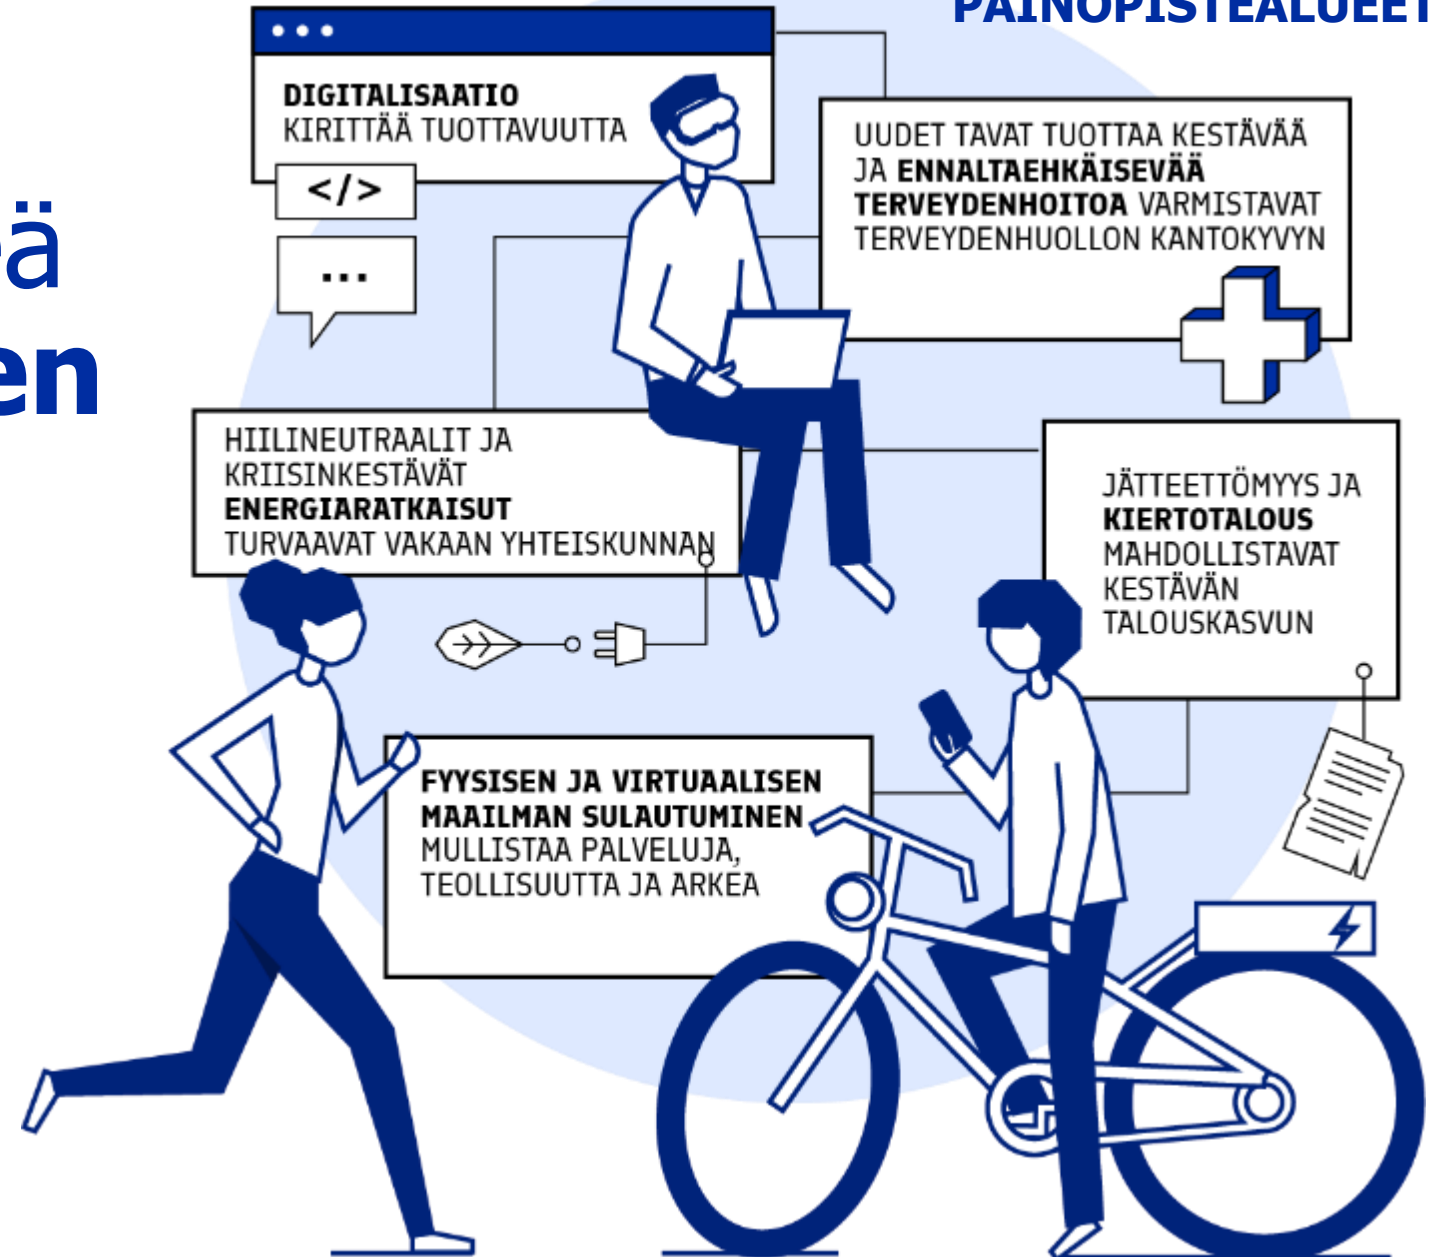 PAINOPISTEALUEET
DIGITALISAATIO
KIRITTÄÄ TUOTTAVUUTTA
</>
...
UUDET TAVAT TUOTTAA KESTÄVÄÄ
JA ENNALTAEHKÄISEVÄÄ
TERVEYDENHOITOA VARMISTAVAT
TERVEYDENHUOLLON KANTOKYVYN
HIILINEUTRAALIT JA
KRIISINKESTÄVÄT
ENERGIARATKAISUT
TURVAAVAT VAKAAN YHTEISKUNNAN
JÄTTEETTÖMYYS JA
KIERTOTALOUS
MAHDOLLISTAVAT
KESTÄVÄN
TALOUSKASVUN
FYYSISEN JA VIRTUAALISEN
MAAILMAN SULAUTUMINEN
MULLISTAA PALVELUJA,
TEOLLISUUTTA JA ARKEA